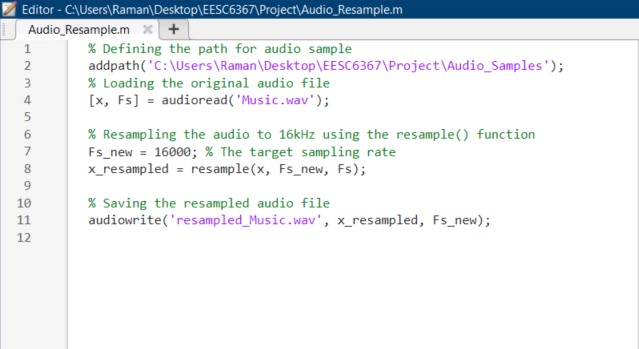 Editor - C:\Users\Raman\Desktop\EESC6367\Project\Audio_Resample.m
Audio_Resample.m
1 % Defining the path for audio sample
2 addpath('C:\Users\Raman\Desktop\EESC6367\Project\Audio_Samples');
3 % Loading the original audio file
4 [x, Fs] = audioread('Music.wav');
5
6 % Resampling the audio to 16kHz using the resample() function
7 Fs_new = 16000; % The target sampling rate
8 x_resampled = resample(x, Fs_new, Fs);
9
10 % Saving the resampled audio file
11 audiowrite('resampled_Music.wav', x_resampled, Fs_new);
12